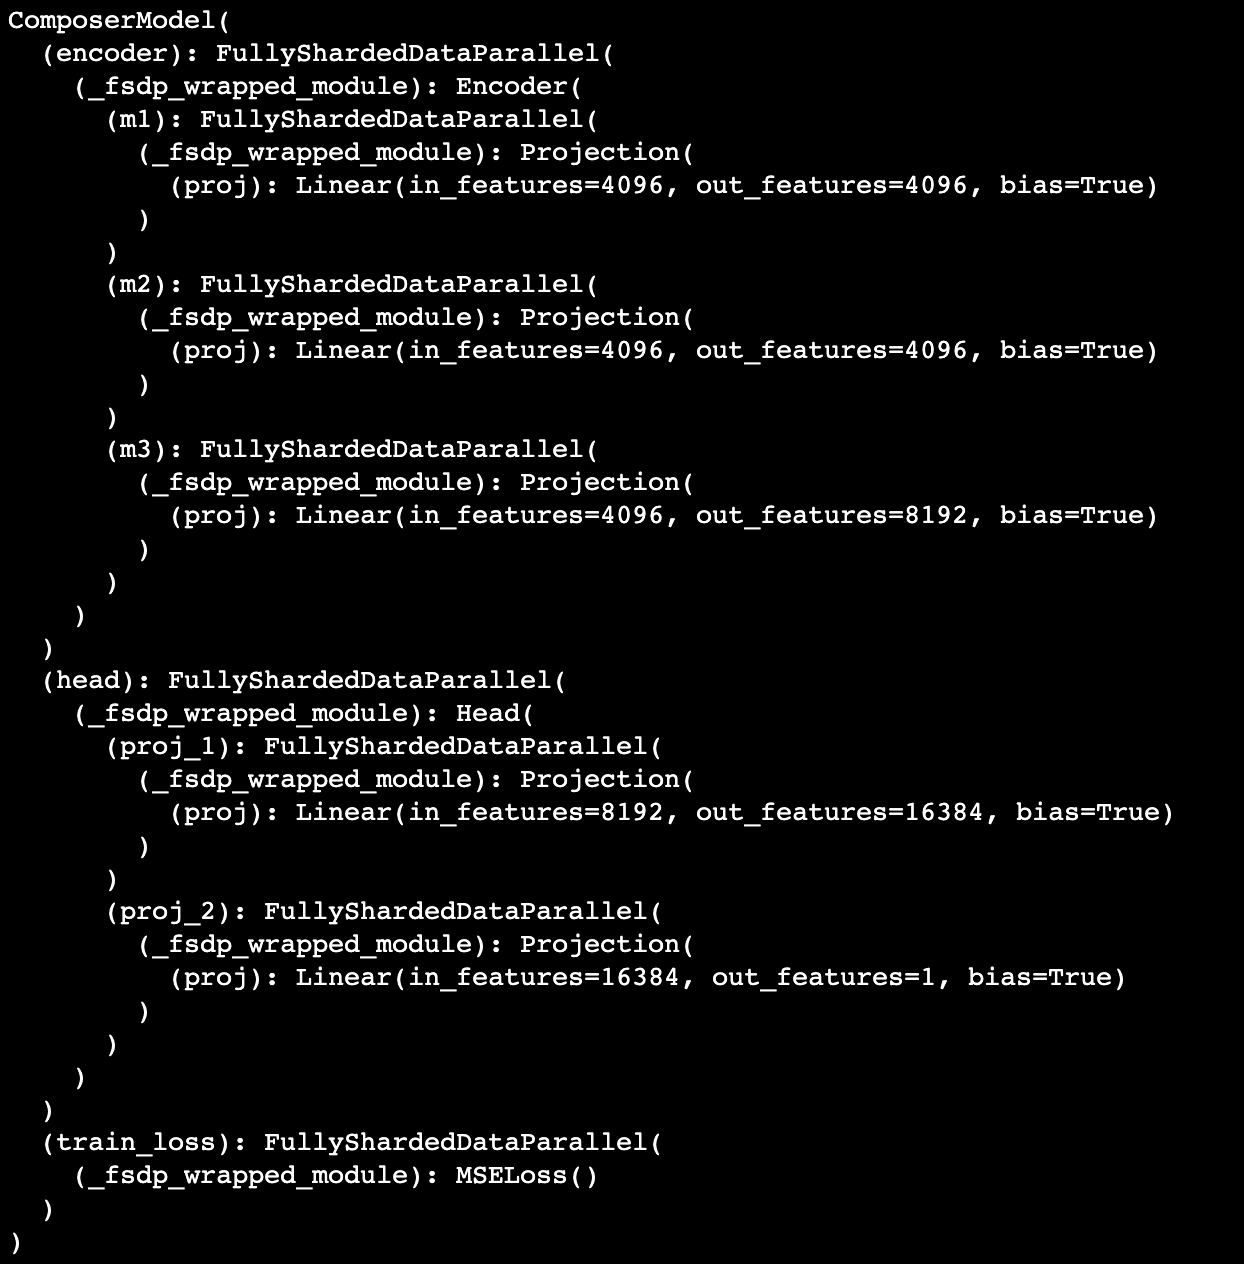 ComposerModel(
  (encoder): FullyShardedDataParallel(
    (_fsdp_wrapped_module): Encoder(
      (m1): FullyShardedDataParallel(
        (_fsdp_wrapped_module): Projection(
          (proj): Linear(in_features=4096, out_features=4096, bias=True)
        )
      )
      (m2): FullyShardedDataParallel(
        (_fsdp_wrapped_module): Projection(
          (proj): Linear(in_features=4096, out_features=4096, bias=True)
        )
      )
      (m3): FullyShardedDataParallel(
        (_fsdp_wrapped_module): Projection(
          (proj): Linear(in_features=4096, out_features=8192, bias=True)
        )
      )
    )
  )
  (head): FullyShardedDataParallel(
    (_fsdp_wrapped_module): Head(
      (proj_1): FullyShardedDataParallel(
        (_fsdp_wrapped_module): Projection(
          (proj): Linear(in_features=8192, out_features=16384, bias=True)
        )
      )
      (proj_2): FullyShardedDataParallel(
        (_fsdp_wrapped_module): Projection(
          (proj): Linear(in_features=16384, out_features=1, bias=True)
        )
      )
    )
  )
  (train_loss): FullyShardedDataParallel(
    (_fsdp_wrapped_module): MSELoss()
  )
)